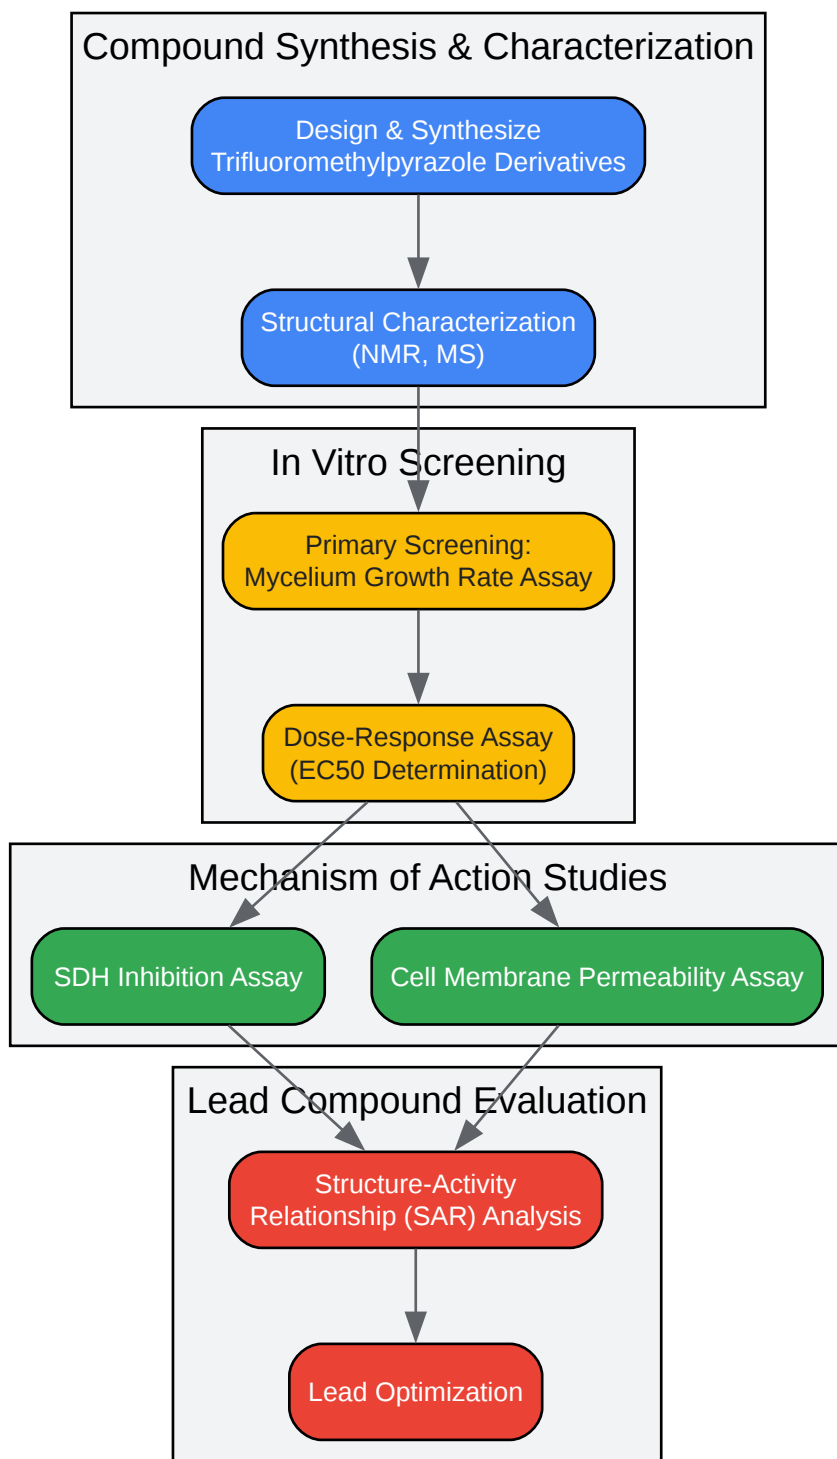 Compound Synthesis & Characterization
Design & Synthesize
Trifluoromethylpyrazole Derivatives
Structural Characterization
(NMR, MS)
In Vitro Screening
Primary Screening:
Mycelium Growth Rate Assay
Dose-Response Assay
(EC50 Determination)
Mechanism of Action Studies
SDH Inhibition Assay
Cell Membrane Permeability Assay
Lead Compound Evaluation
Structure-Activity
Relationship (SAR) Analysis
Lead Optimization